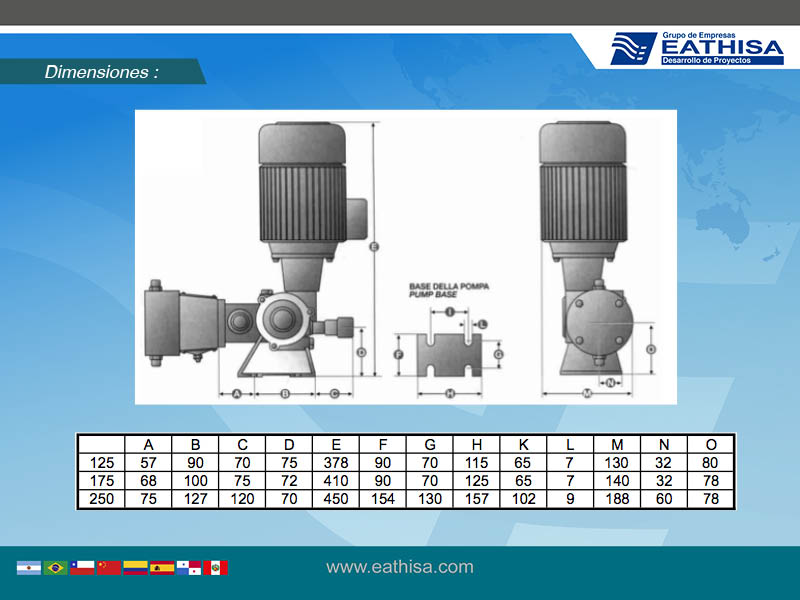 Grupo de Empresas
EATHISA
Desarrollo de Proyectos
Dimensiones :
E
BASE DELLA POMPA
PUMP BASE
I
L
D
F
G
O
A
B
C
H
M
N
A B C D E F G H K L M N O
125 57 90 70 75 378 90 70 115 65 7 130 32 80
175 68 100 75 72 410 90 70 125 65 7 140 32 78
250 75 127 120 70 450 154 130 157 102 9 188 60 78
www.eathisa.com